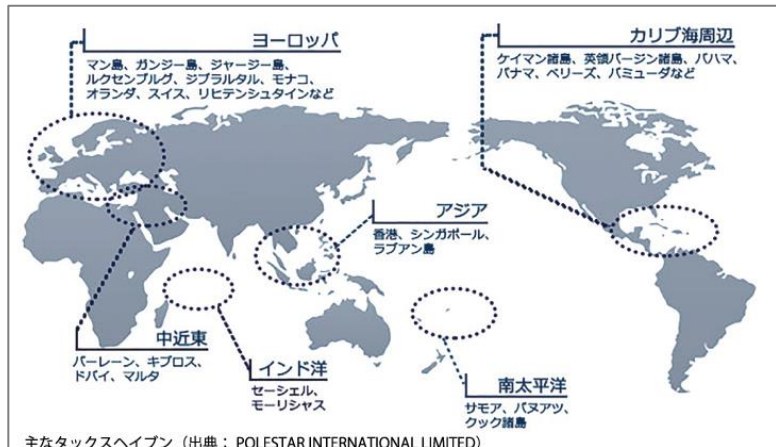 ヨーロッパ
マン島、ガンジー島、ジャージー島、
ルクセンブルグ、ジブラルタル、モナコ、
オランダ、スイス、リヒテンシュタインなど
カリブ海周辺
ケイマン諸島、英領バージン諸島、バハマ、
パナマ、ベリーズ、バミューダなど
アジア
香港、シンガポール、
ラブアン島
中近東
バーレーン、キプロス、
ドバイ、マルタ
インド洋
セーシェル、
モーリシャス
南太平洋
サモア、バヌアツ、
クック諸島
主なタックスヘイブン（出典： POLESTAR INTERNATIONAL LIMITED）